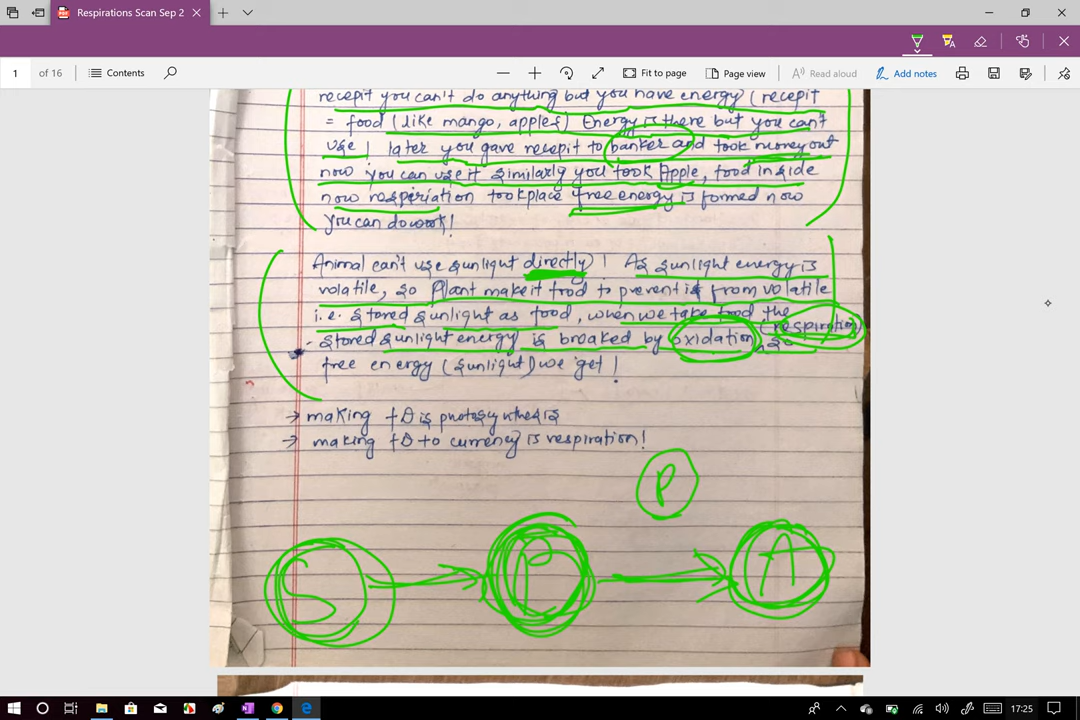 Respirations Scan Sep 2
1 of 16 Contents Fit to page Page view Read aloud Add notes
recepit you can't do anything but you have energy (recepit
= food (like mango, apples) Energy is there but you can't
use! later you gave recepit to banker and took money out
now you can use it similarly you took Apple, food inside
now respiriation took place free energy is formed now
you can do work!
Animal can't use sunlight directly)! As sunlight energy is
volatile, so Plant make it food to prevent it from volatile
i.e. stored sunlight as food, when we take food the
stored sunlight energy is broaked by oxidation (respiration), so
free energy (sunlight) we get!
→ making fD is photosynthesis
→ making fD to currency is respiration!
P
S P A
17:25